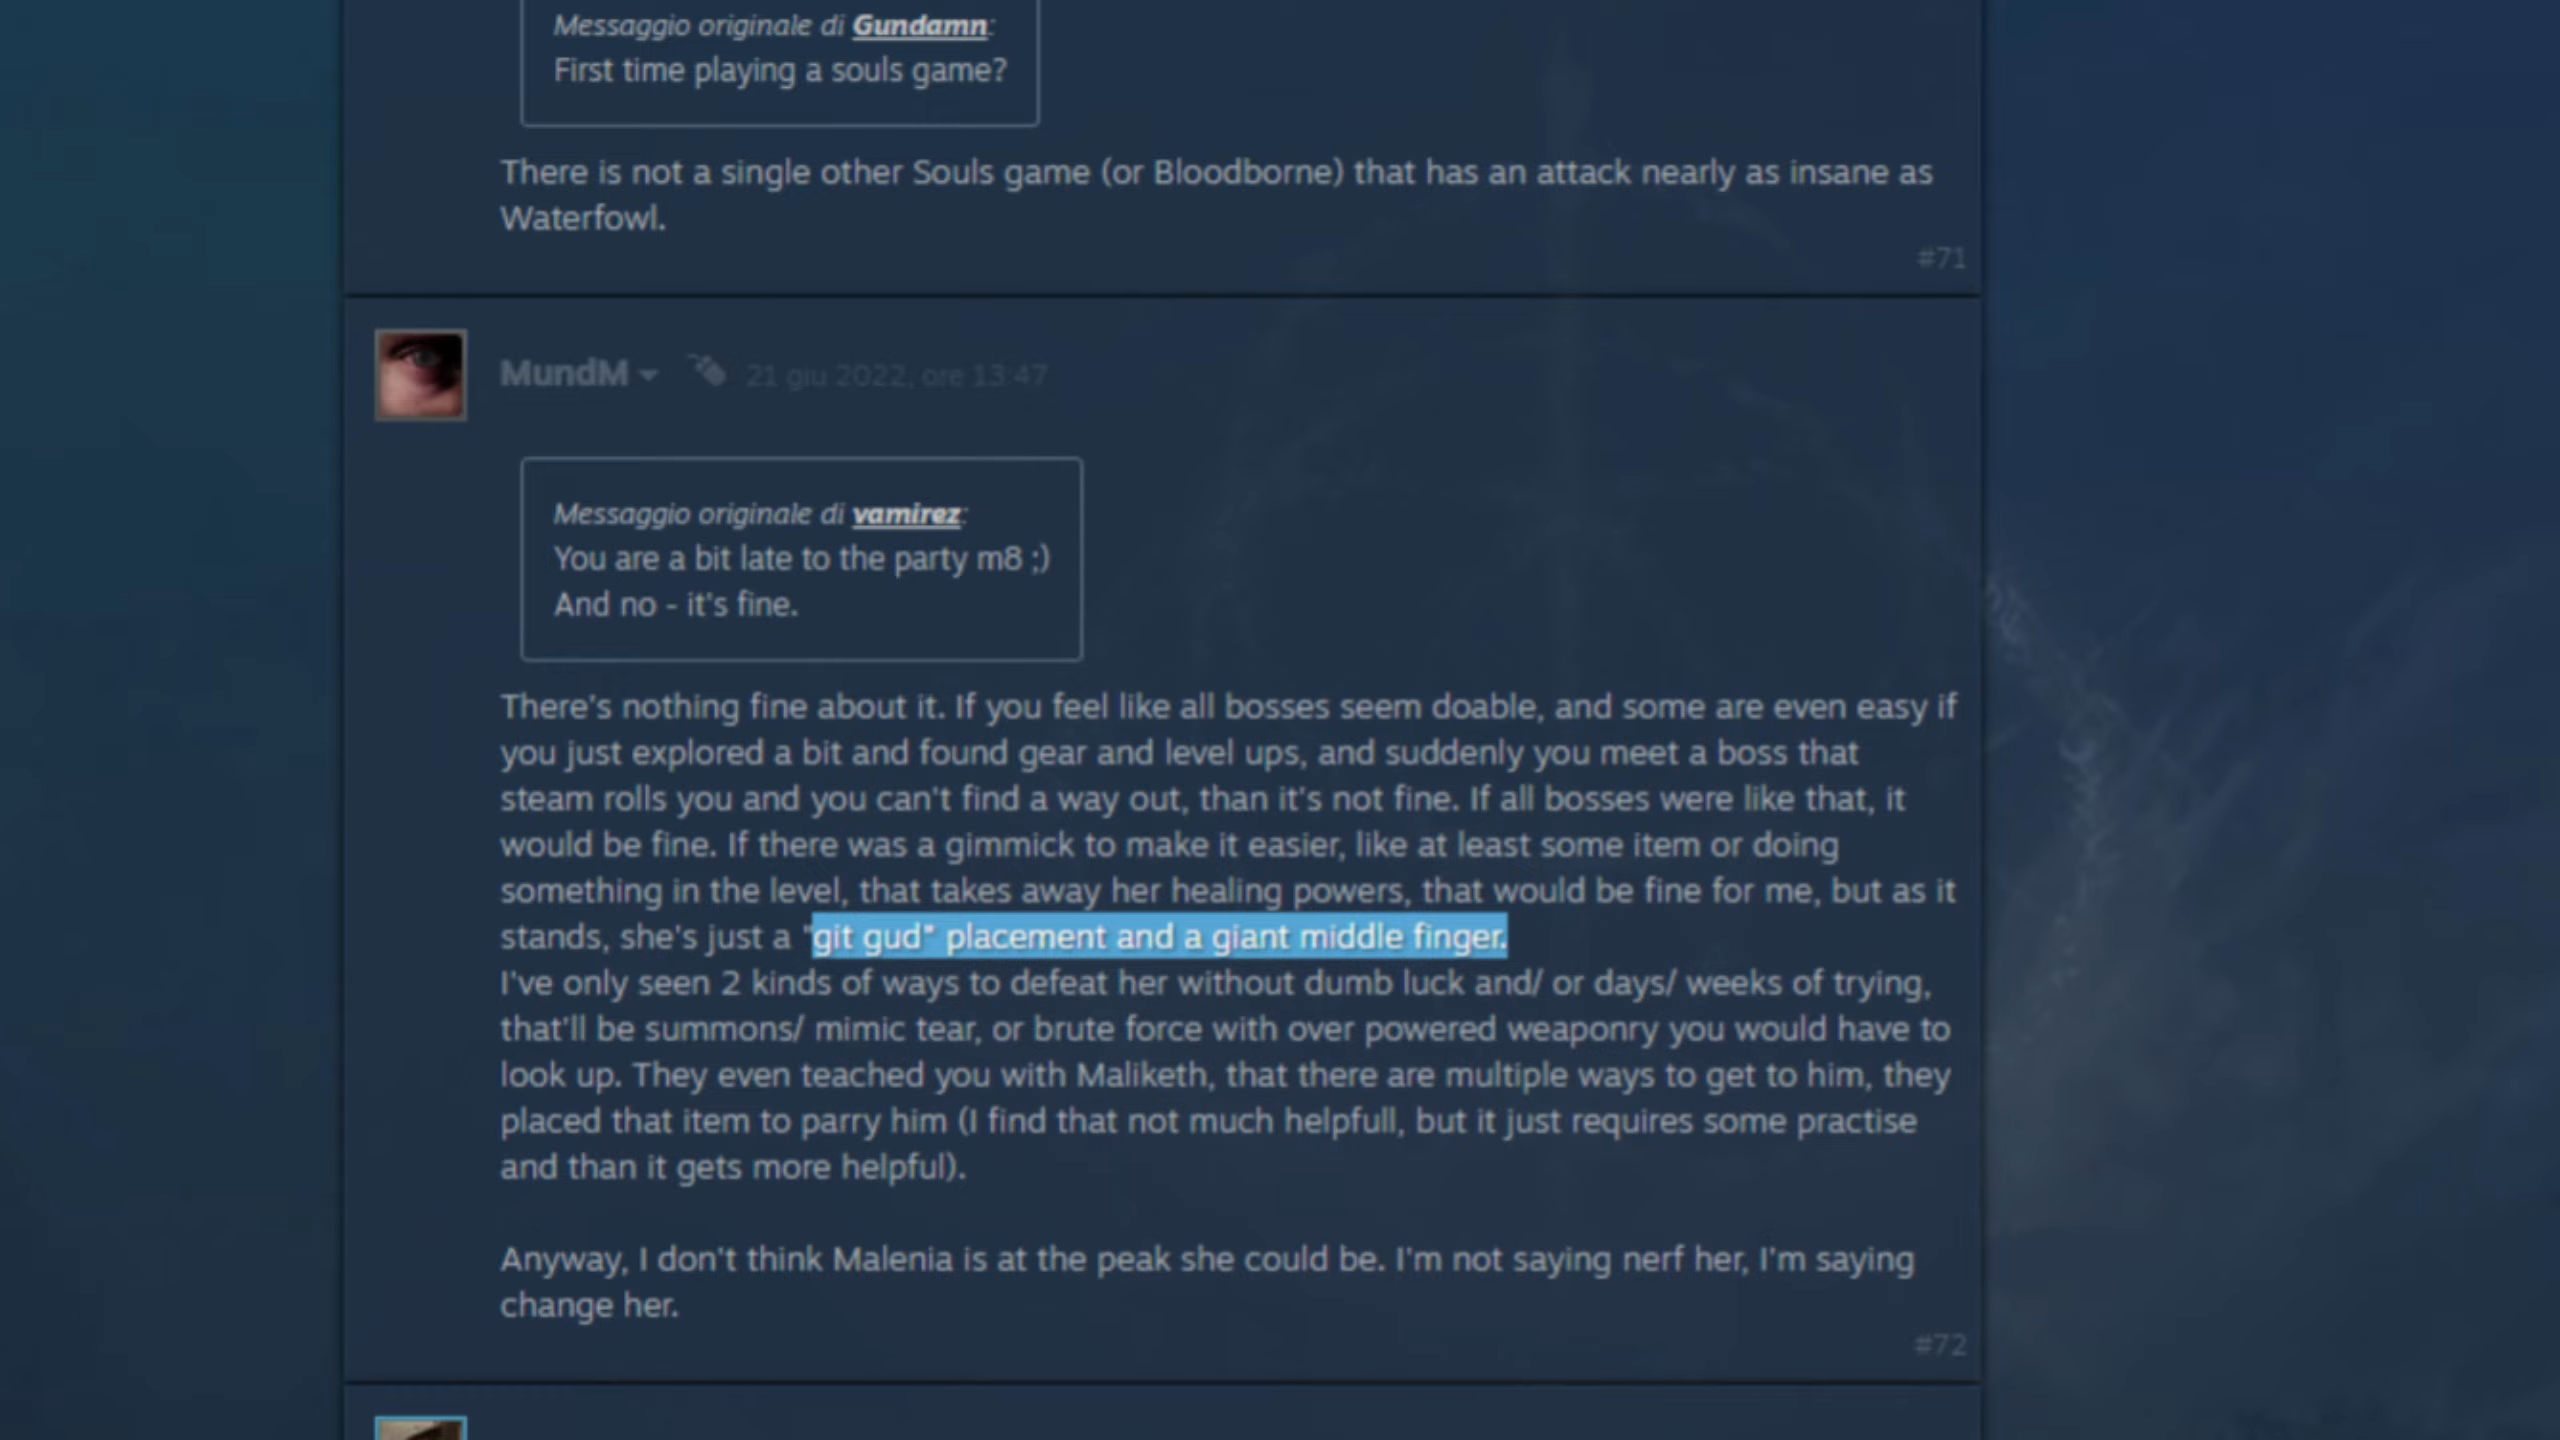 Messaggio originale di Gundamn:
First time playing a souls game?
There is not a single other Souls game (or Bloodborne) that has an attack nearly as insane as
Waterfowl.
#71
MundM 21 giu 2022, ore 13:47
Messaggio originale di vamirez:
You are a bit late to the party m8 ;)
And no - it's fine.
There's nothing fine about it. If you feel like all bosses seem doable, and some are even easy if
you just explored a bit and found gear and level ups, and suddenly you meet a boss that
steam rolls you and you can't find a way out, than it's not fine. If all bosses were like that, it
would be fine. If there was a gimmick to make it easier, like at least some item or doing
something in the level, that takes away her healing powers, that would be fine for me, but as it
stands, she's just a "git gud" placement and a giant middle finger.
I've only seen 2 kinds of ways to defeat her without dumb luck and/ or days/ weeks of trying,
that'll be summons/ mimic tear, or brute force with over powered weaponry you would have to
look up. They even teached you with Maliketh, that there are multiple ways to get to him, they
placed that item to parry him (I find that not much helpfull, but it just requires some practise
and than it gets more helpful).
Anyway, I don't think Malenia is at the peak she could be. I'm not saying nerf her, I'm saying
change her.
#72